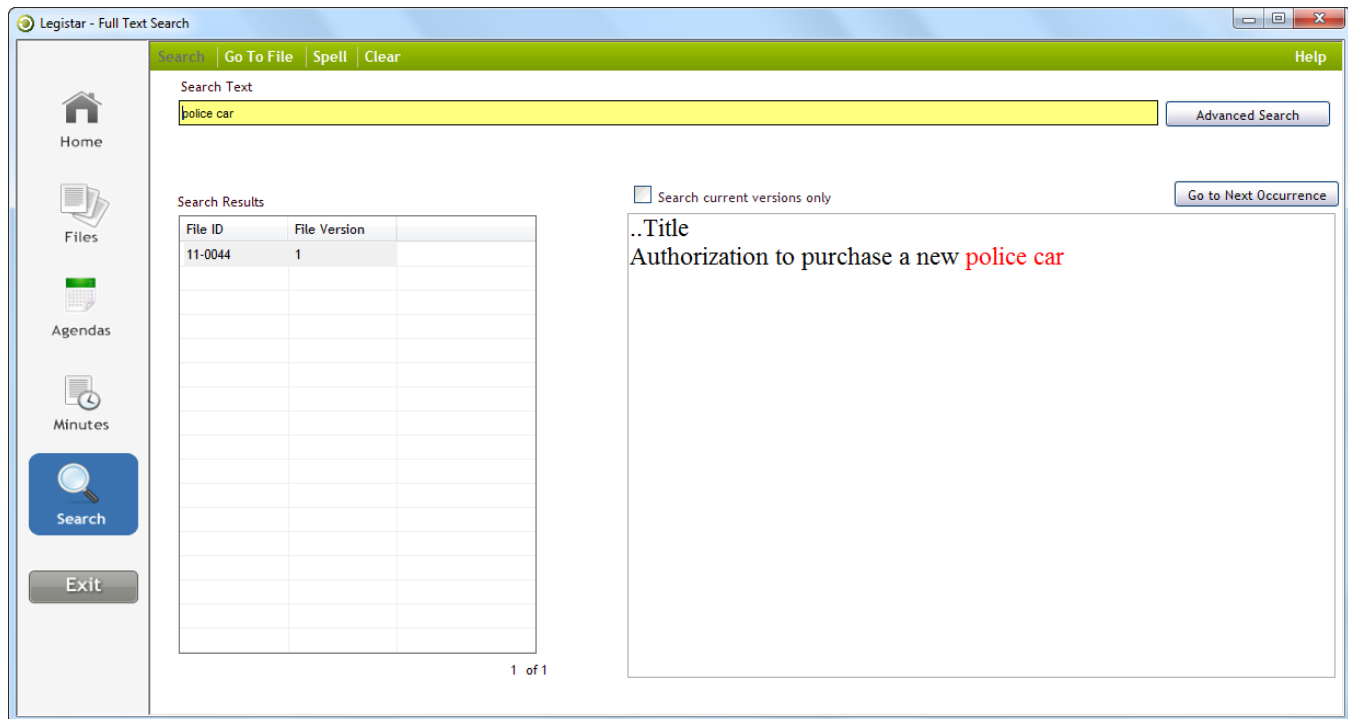 Legistar - Full Text Search
Search Go To File Spell Clear Help
Search Text
police car
Advanced Search
Home
Files
Agendas
Minutes
Search
Exit
Search Results
File ID File Version
11-0044 1
1 of 1
Search current versions only
Go to Next Occurrence
..Title
Authorization to purchase a new police car